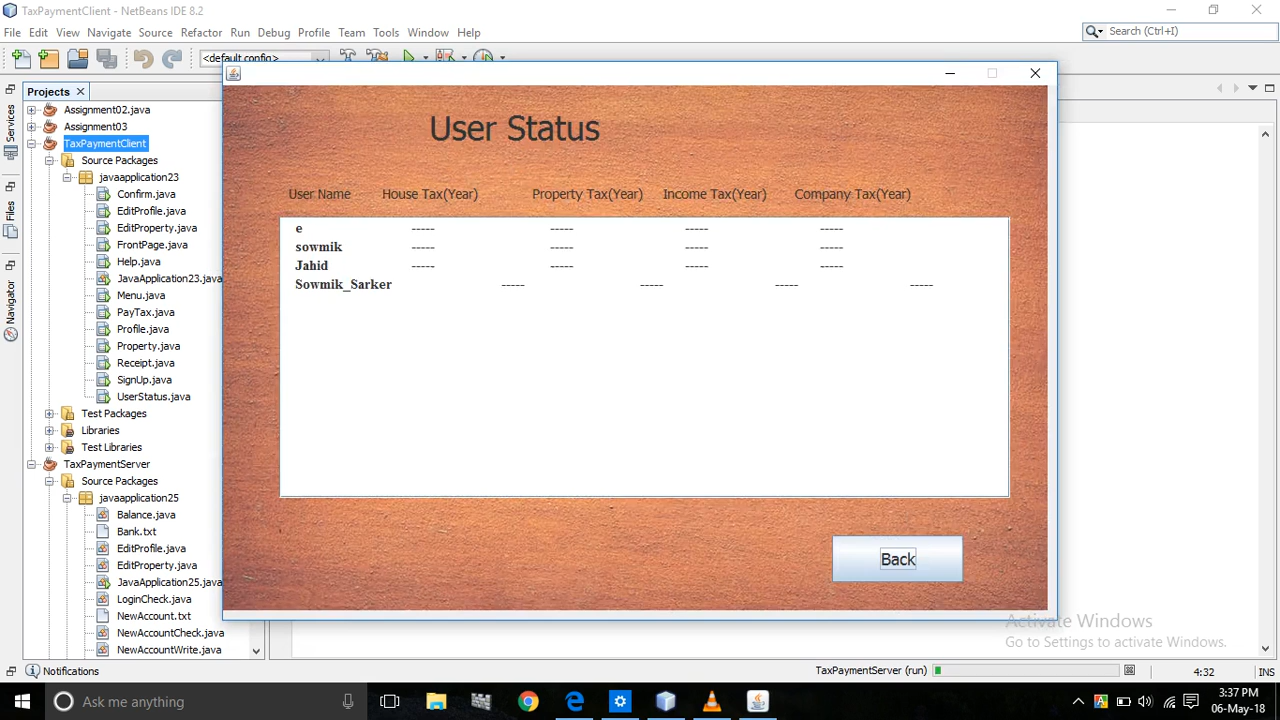 TaxPaymentClient - NetBeans IDE 8.2
File Edit View Navigate Source Refactor Run Debug Profile Team Tools Window Help
Search (Ctrl+I)
<default config>
Projects
Services
Files
Navigator
Assignment02.java
Assignment03
TaxPaymentClient
Source Packages
javaapplication23
Confirm.java
EditProfile.java
EditProperty.java
FrontPage.java
Help.java
JavaApplication23.java
Menu.java
PayTax.java
Profile.java
Property.java
Receipt.java
SignUp.java
UserStatus.java
Test Packages
Libraries
Test Libraries
TaxPaymentServer
Source Packages
javaapplication25
Balance.java
Bank.txt
EditProfile.java
EditProperty.java
JavaApplication25.java
LoginCheck.java
NewAccount.txt
NewAccountCheck.java
NewAccountWrite.java
User Status
User Name House Tax(Year) Property Tax(Year) Income Tax(Year) Company Tax(Year)
e ----- ----- ----- -----
sowmik ----- ----- ----- -----
Jahid ----- ----- ----- -----
Sowmik_Sarker ----- ----- ----- -----
Back
Activate Windows
Go to Settings to activate Windows.
Notifications
TaxPaymentServer (run)
4:32
INS
Ask me anything
3:37 PM
06-May-18